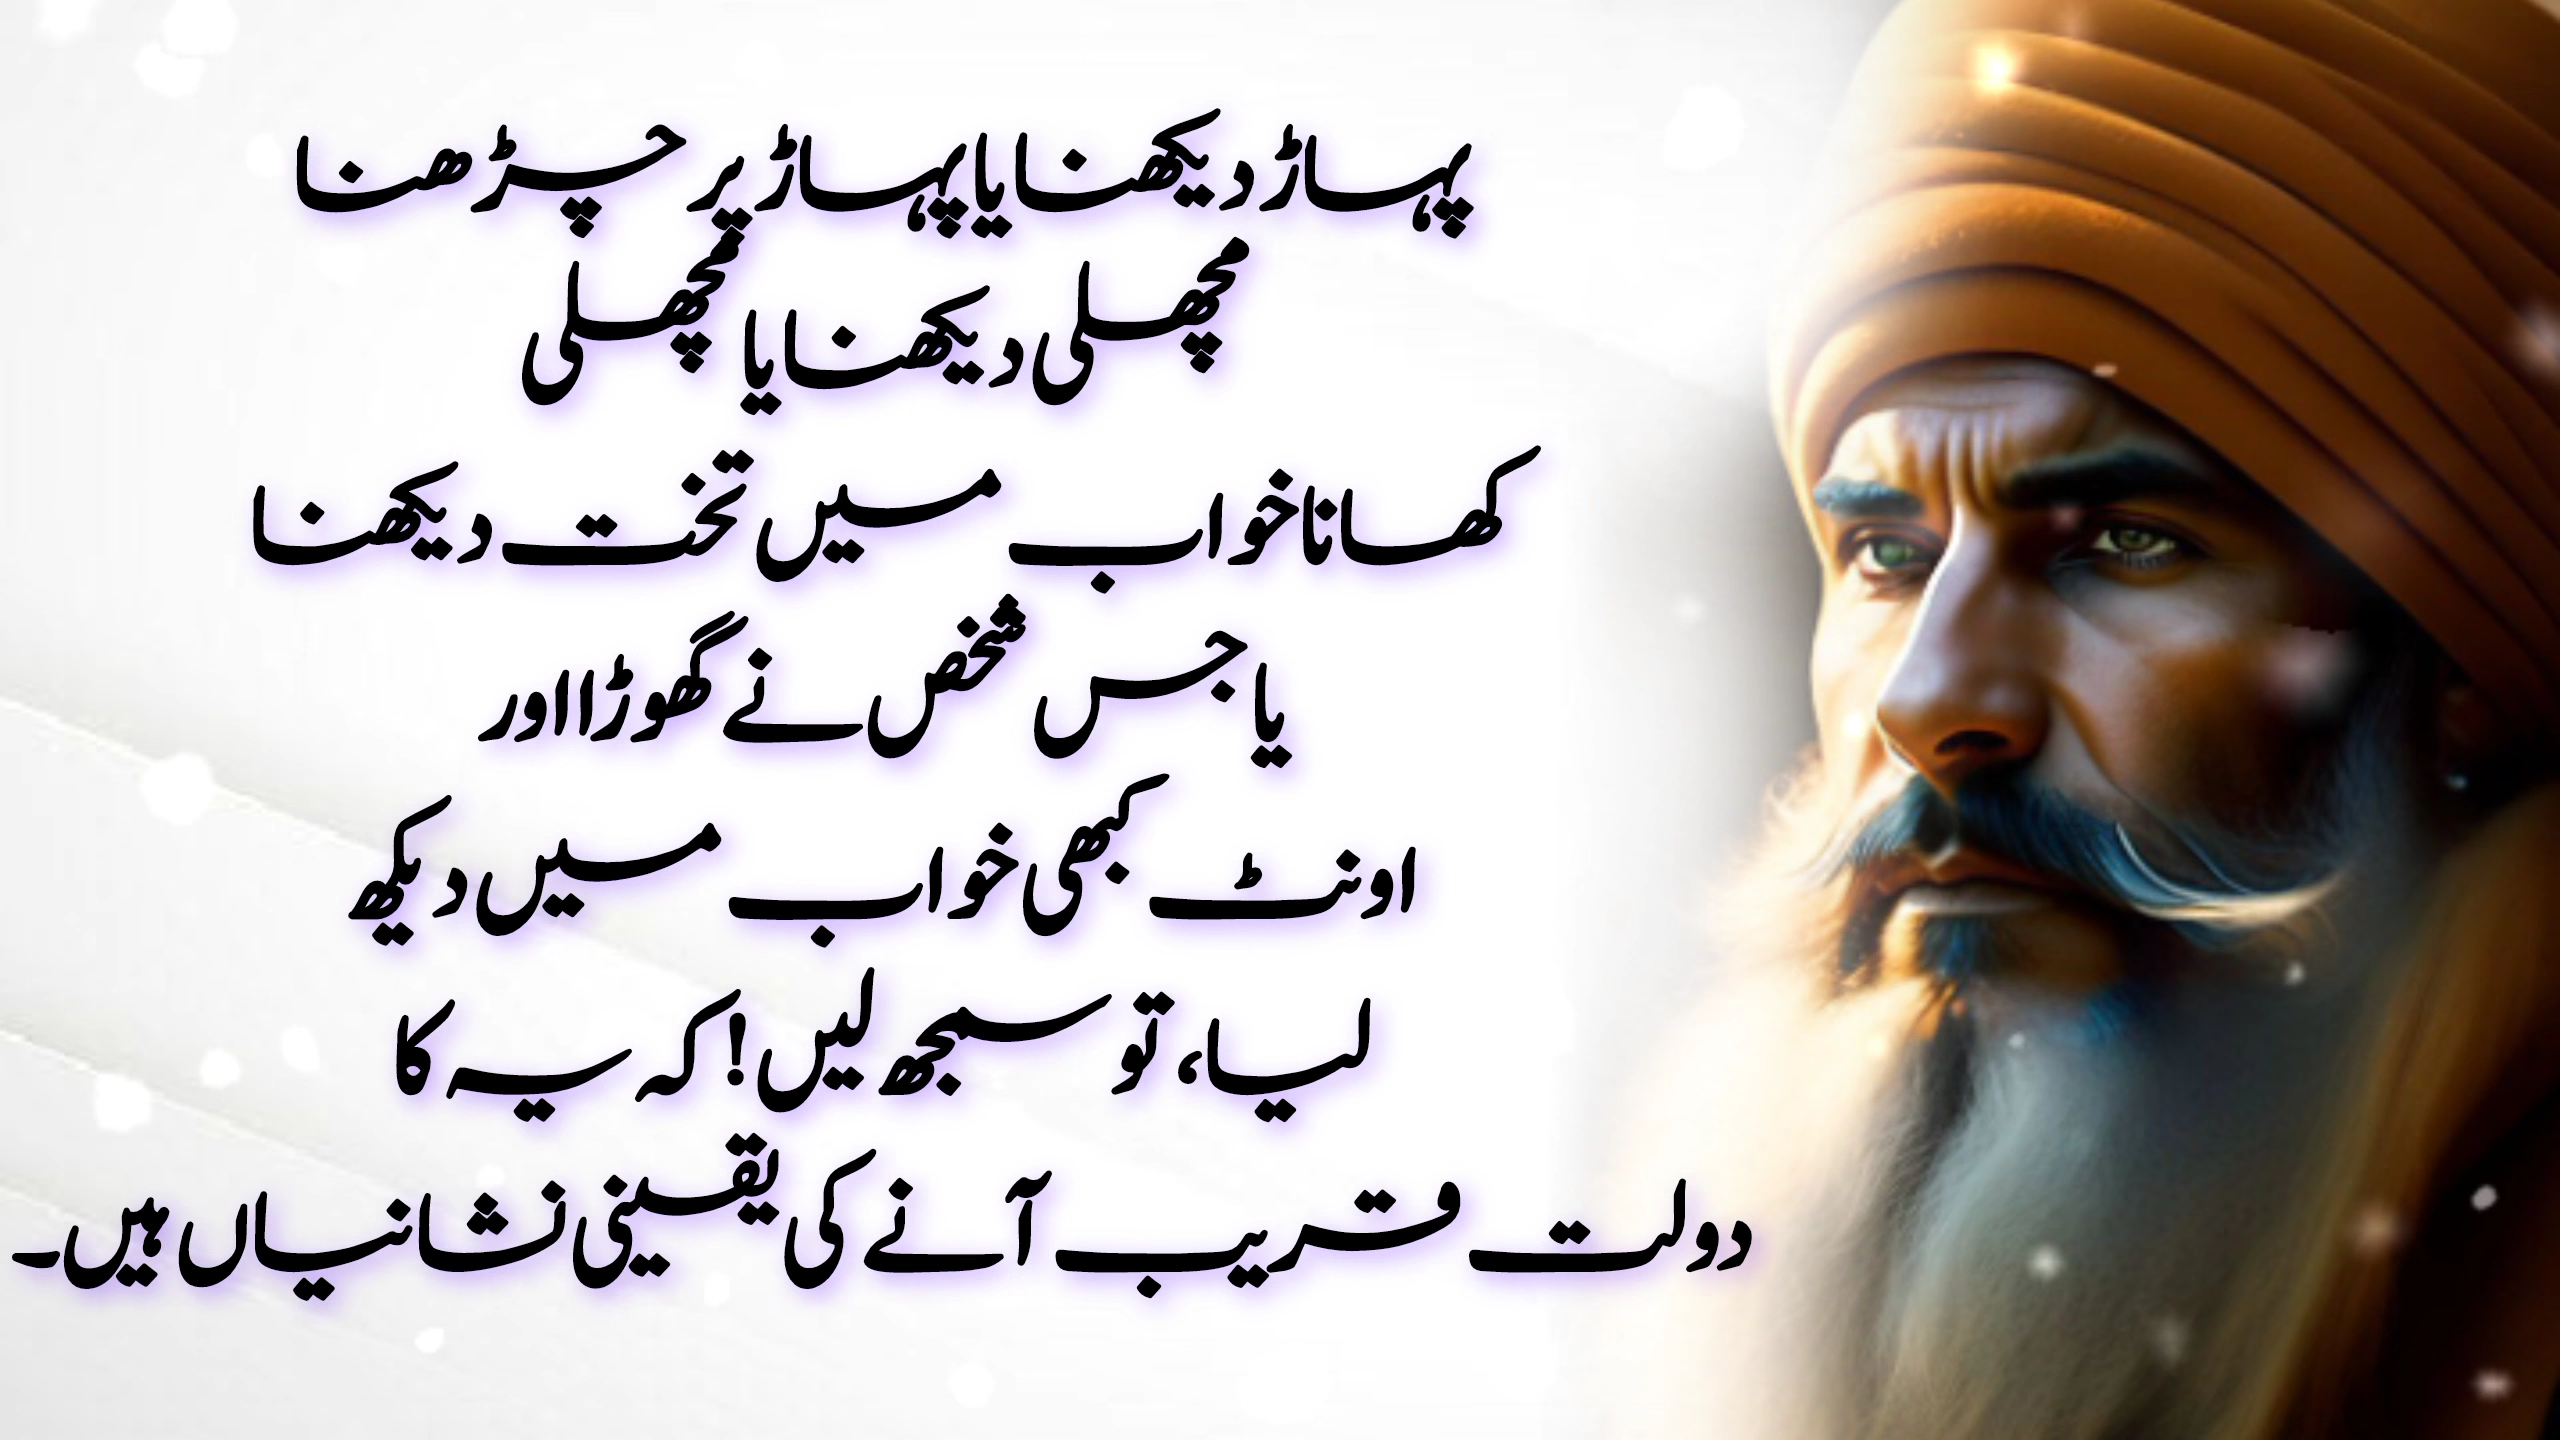 پہاڑ دیکھنا یا پہاڑ پر چڑھنا
مچھلی دیکھنا یا مچھلی
کھانا خواب میں تخت دیکھنا
یا جس شخص نے گھوڑا اور
اونٹ کبھی خواب میں دیکھ
لیا، تو سمجھ لیں! کہ یہ کا
دولت قریب آنے کی یقینی نشانیاں ہیں۔